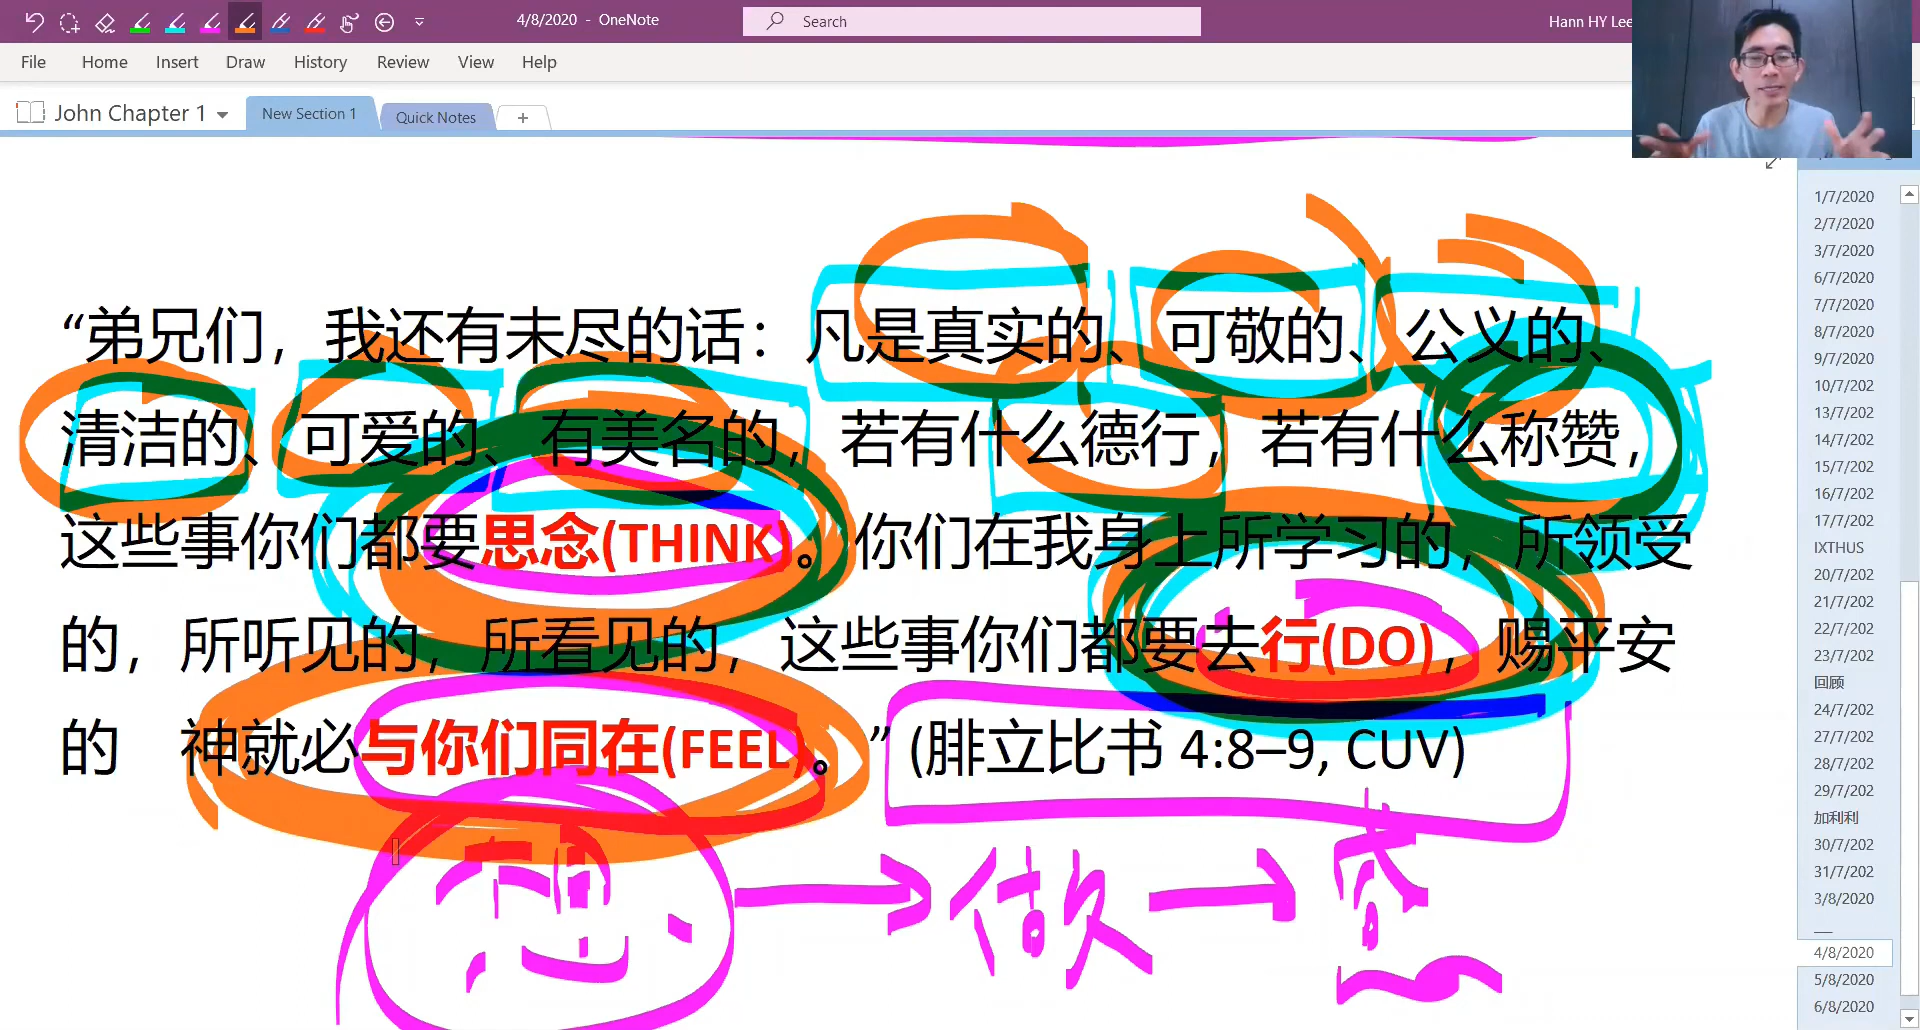 4/8/2020 - OneNote
Search
Hann HY Lee
File Home Insert Draw History Review View Help
John Chapter 1
New Section 1
Quick Notes
+
“弟兄们，我还有未尽的话：凡是真实的、可敬的、公义的、
清洁的、可爱的、有美名的，若有什么德行，若有什么称赞，
这些事你们都要思念(THINK)。你们在我身上所学习的，所领受
的，所听见的，所看见的，这些事你们都要去行(DO)，赐平安
的　神就必与你们同在(FEEL)。” (腓立比书 4:8–9, CUV)
想 → 做 →
1/7/2020
2/7/2020
3/7/2020
6/7/2020
7/7/2020
8/7/2020
9/7/2020
10/7/202
13/7/202
14/7/202
15/7/202
16/7/202
17/7/202
IXTHUS
20/7/202
21/7/202
22/7/202
23/7/202
回顾
24/7/202
27/7/202
28/7/202
29/7/202
加利利
30/7/202
31/7/202
3/8/2020
—
4/8/2020
5/8/2020
6/8/2020